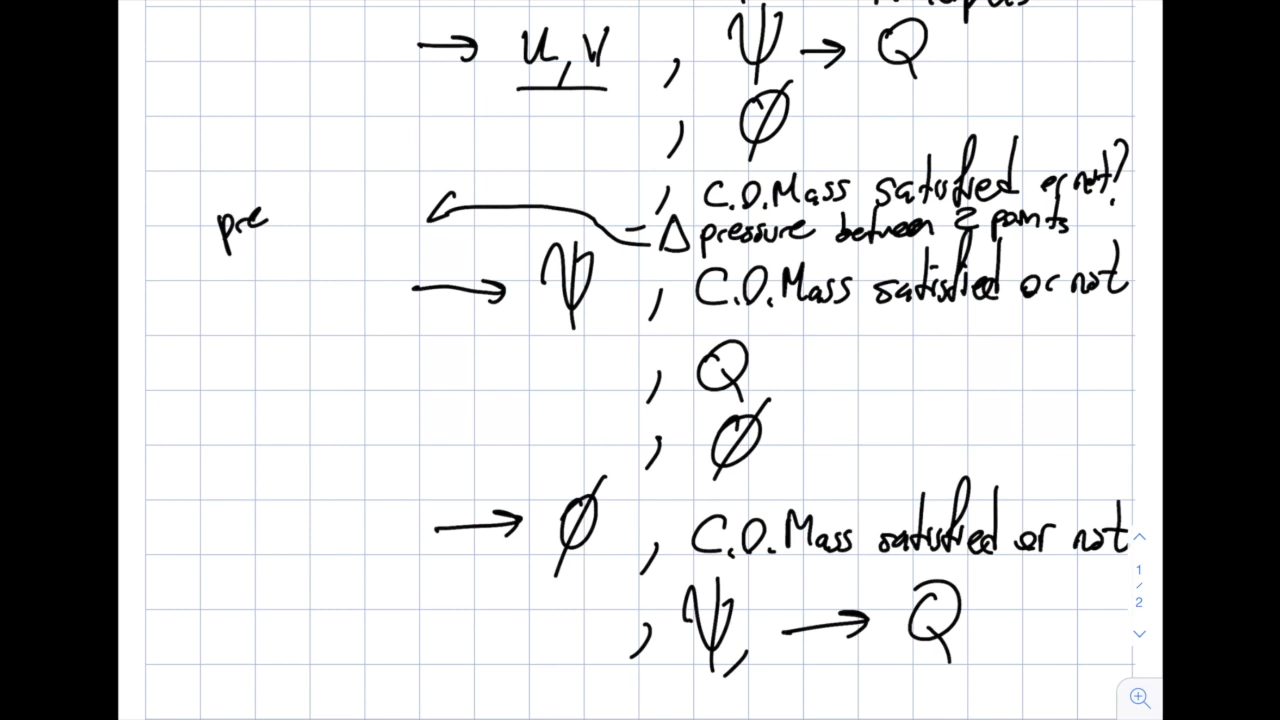 → u, v , ψ → Q
, φ
, C.O.Mass satisfied or not?
pre
- Δ pressure between 2 points
→ ψ , C.O.Mass satisfied or not
, Q
, φ
→ φ , C.O.Mass satisfied or not
, ψ, → Q
1
/
2